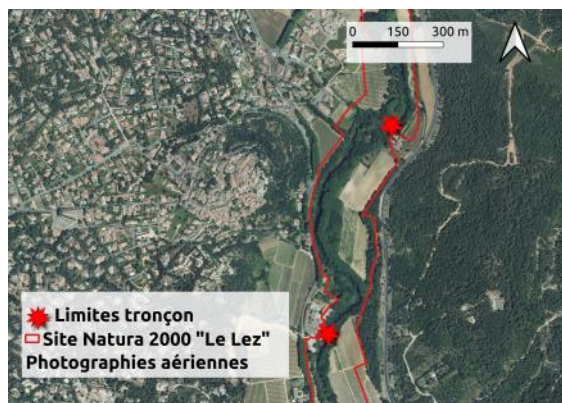 0 150 300 m
Limites tronçon
Site Natura 2000 "Le Lez"
Photographies aériennes